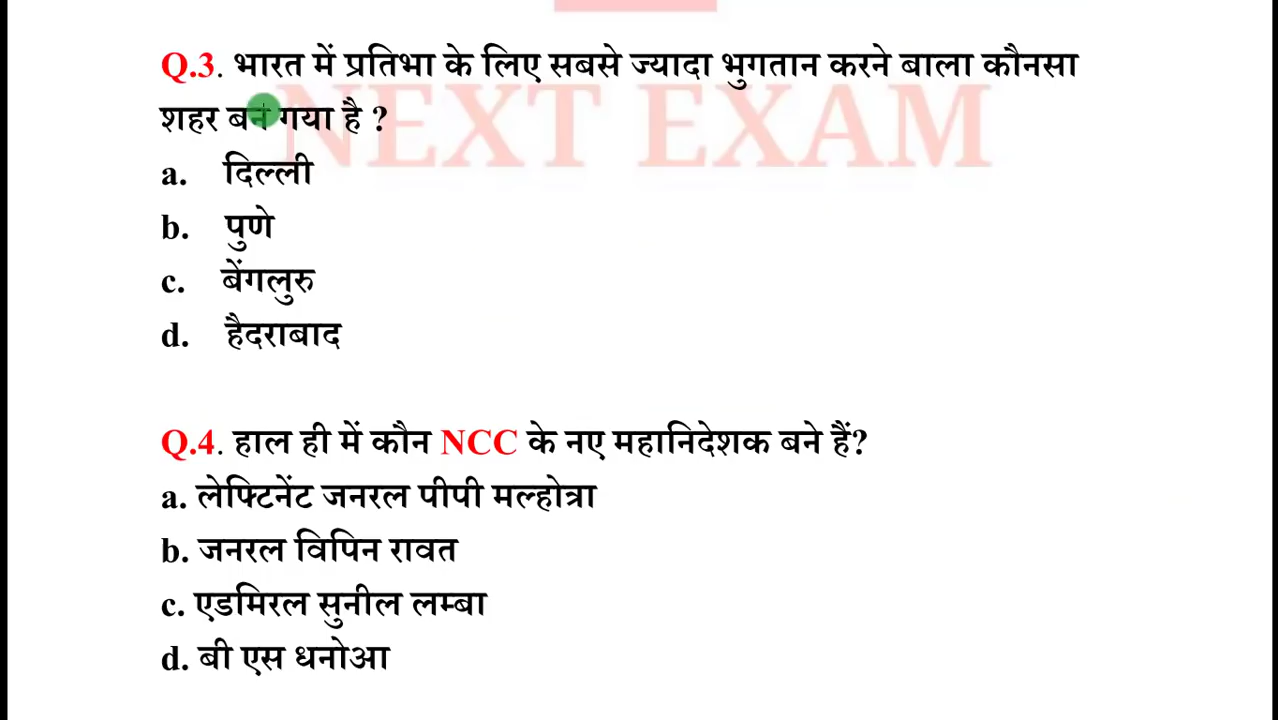 Q.3. भारत में प्रतिभा के लिए सबसे ज्यादा भुगतान करने बाला कौनसा
शहर बन गया है ?
NEXT EXAM
a. दिल्ली
b. पुणे
c. बेंगलुरु
d. हैदराबाद
Q.4. हाल ही में कौन NCC के नए महानिदेशक बने हैं?
a. लेफ्टिनेंट जनरल पीपी मल्होत्रा
b. जनरल विपिन रावत
c. एडमिरल सुनील लम्बा
d. बी एस धनोआ